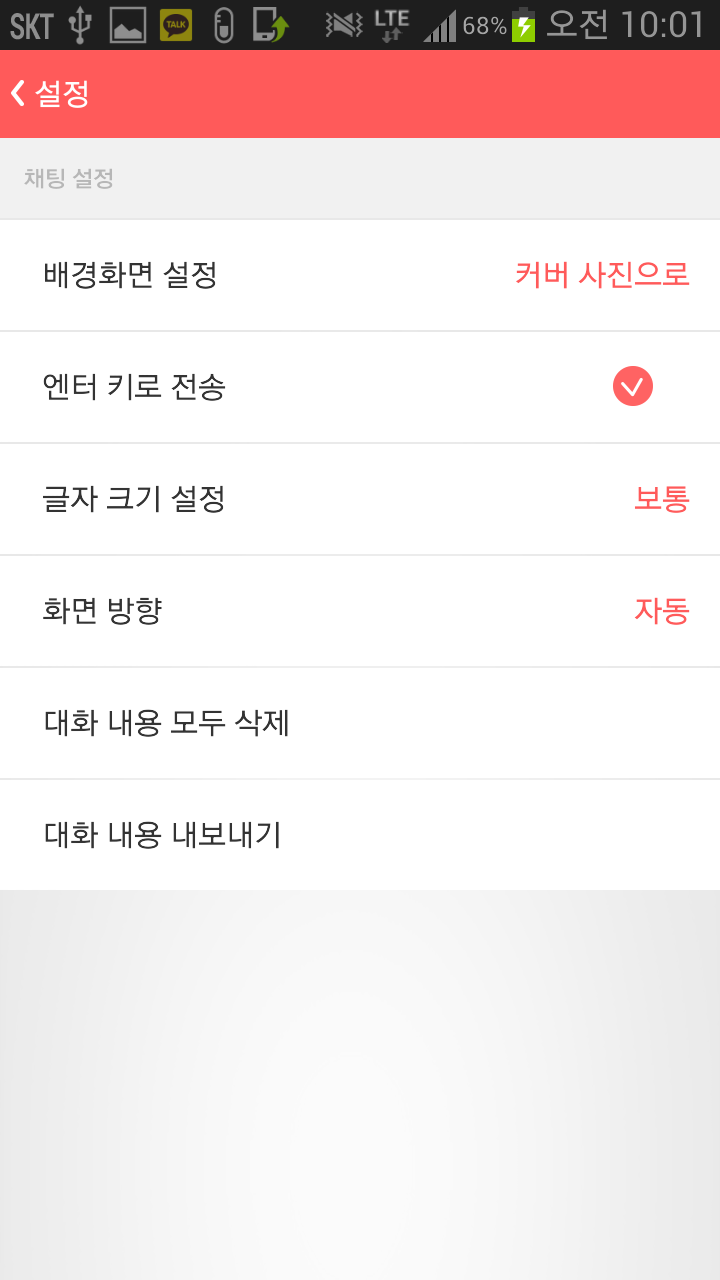 SKT TALK LTE 68% 오전 10:01
설정
채팅 설정
배경화면 설정 커버 사진으로
엔터 키로 전송
글자 크기 설정 보통
화면 방향 자동
대화 내용 모두 삭제
대화 내용 내보내기